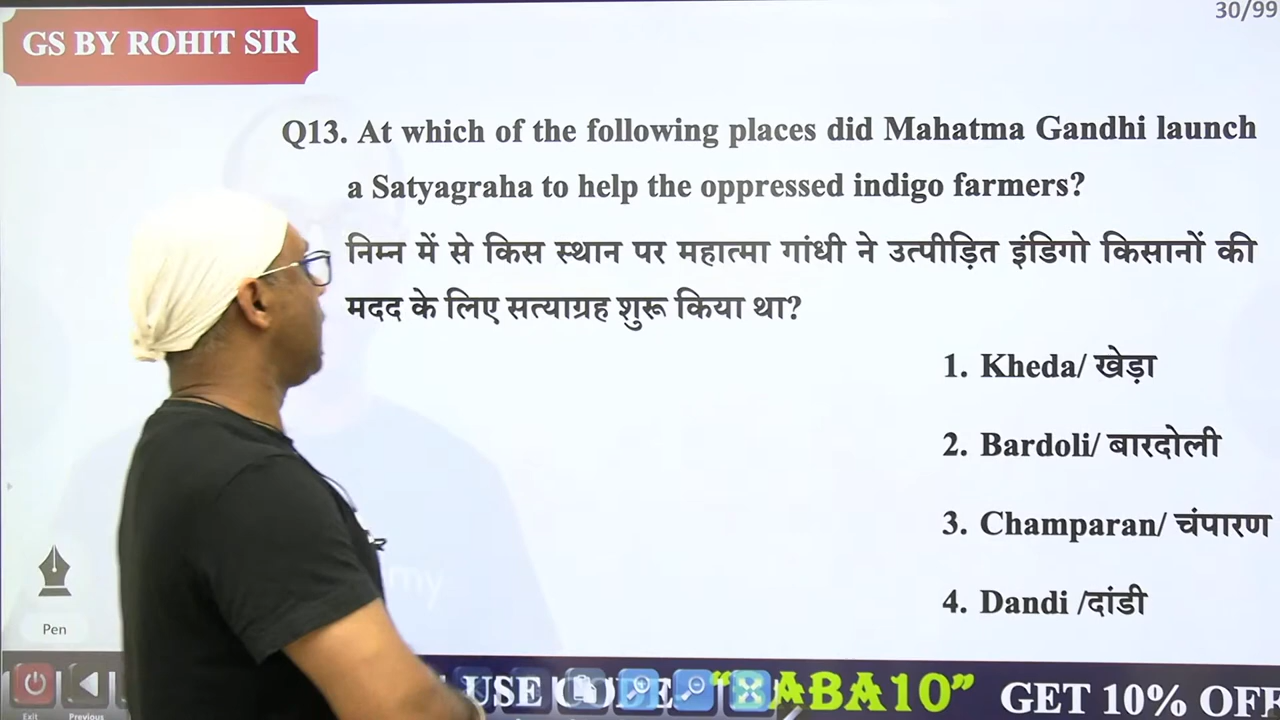 30/99
GS BY ROHIT SIR
Q13. At which of the following places did Mahatma Gandhi launch
a Satyagraha to help the oppressed indigo farmers?
निम्न में से किस स्थान पर महात्मा गांधी ने उत्पीड़ित इंडिगो किसानों की
मदद के लिए सत्याग्रह शुरू किया था?
1. Kheda/ खेड़ा
2. Bardoli/ बारदोली
3. Champaran/ चंपारण
4. Dandi /दांडी
Pen
USE CODE "BABA10" GET 10% OFF
Exit Previous